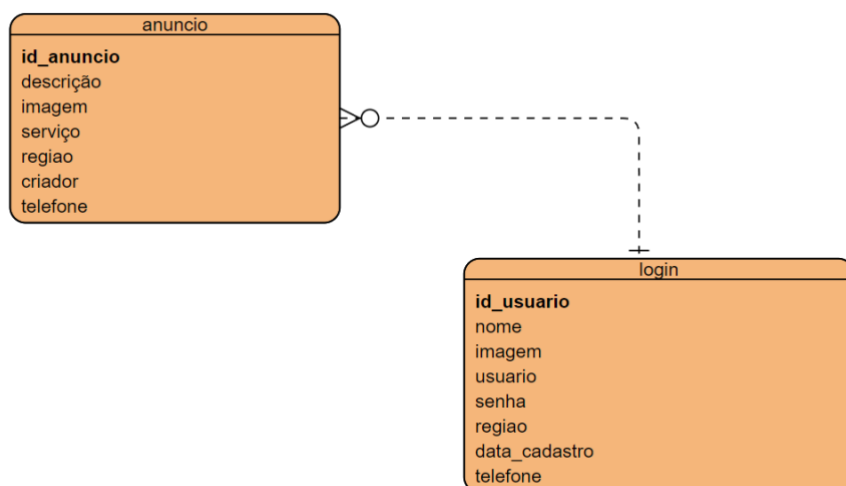 anuncio
id_anuncio
descrição
imagem
serviço
regiao
criador
telefone
login
id_usuario
nome
imagem
usuario
senha
regiao
data_cadastro
telefone